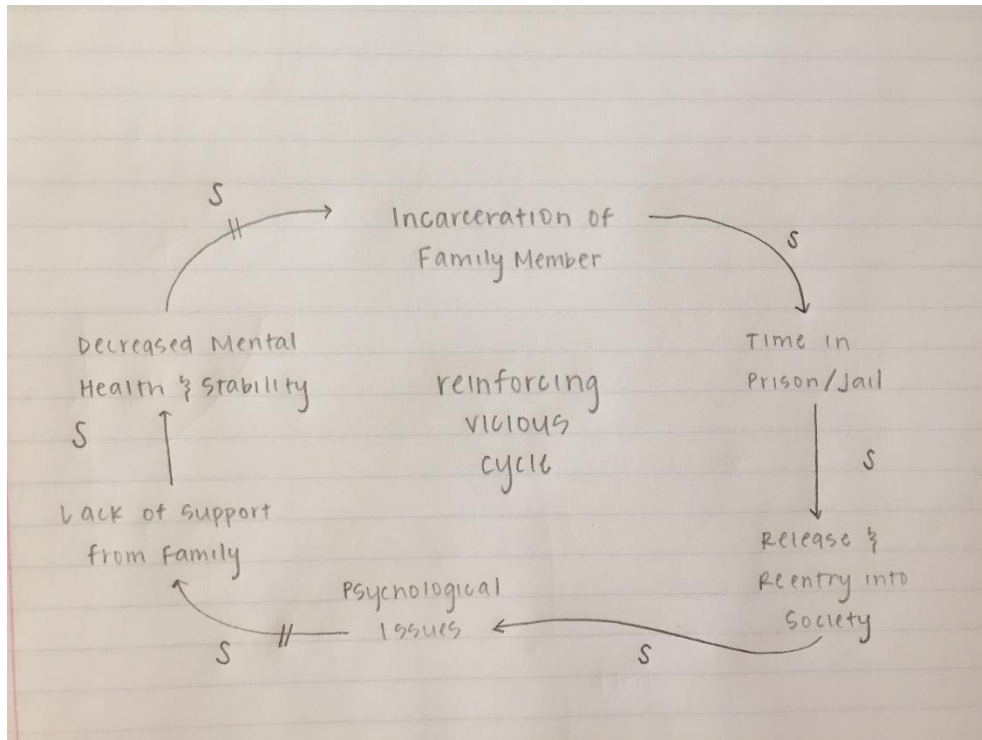 S
Incarceration of
Family Member
S
Time in
Prison/Jail
S
Release &
Reentry into
Society
S
Psychological
Issues
S
Lack of support
from Family
S
Decreased Mental
Health & Stability
reinforcing
vicious
cycle